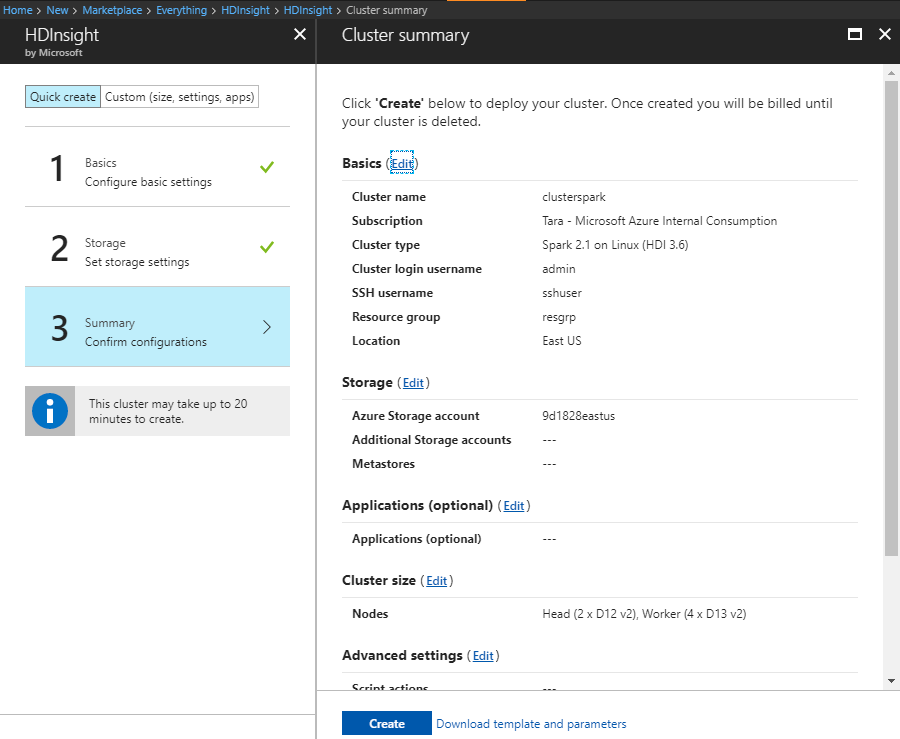 Home > New > Marketplace > Everything > HDInsight > HDInsight > Cluster summary
HDInsight
by Microsoft
Quick create Custom (size, settings, apps)
1
Basics
Configure basic settings
2
Storage
Set storage settings
3
Summary
Confirm configurations
This cluster may take up to 20
minutes to create.
Cluster summary
Click 'Create' below to deploy your cluster. Once created you will be billed until
your cluster is deleted.
Basics (Edit)
Cluster name clusterspark
Subscription Tara - Microsoft Azure Internal Consumption
Cluster type Spark 2.1 on Linux (HDI 3.6)
Cluster login username admin
SSH username sshuser
Resource group resgrp
Location East US
Storage (Edit)
Azure Storage account 9d1828eastus
Additional Storage accounts ---
Metastores ---
Applications (optional) (Edit)
Applications (optional) ---
Cluster size (Edit)
Nodes Head (2 x D12 v2), Worker (4 x D13 v2)
Advanced settings (Edit)
Script actions ---
Create Download template and parameters